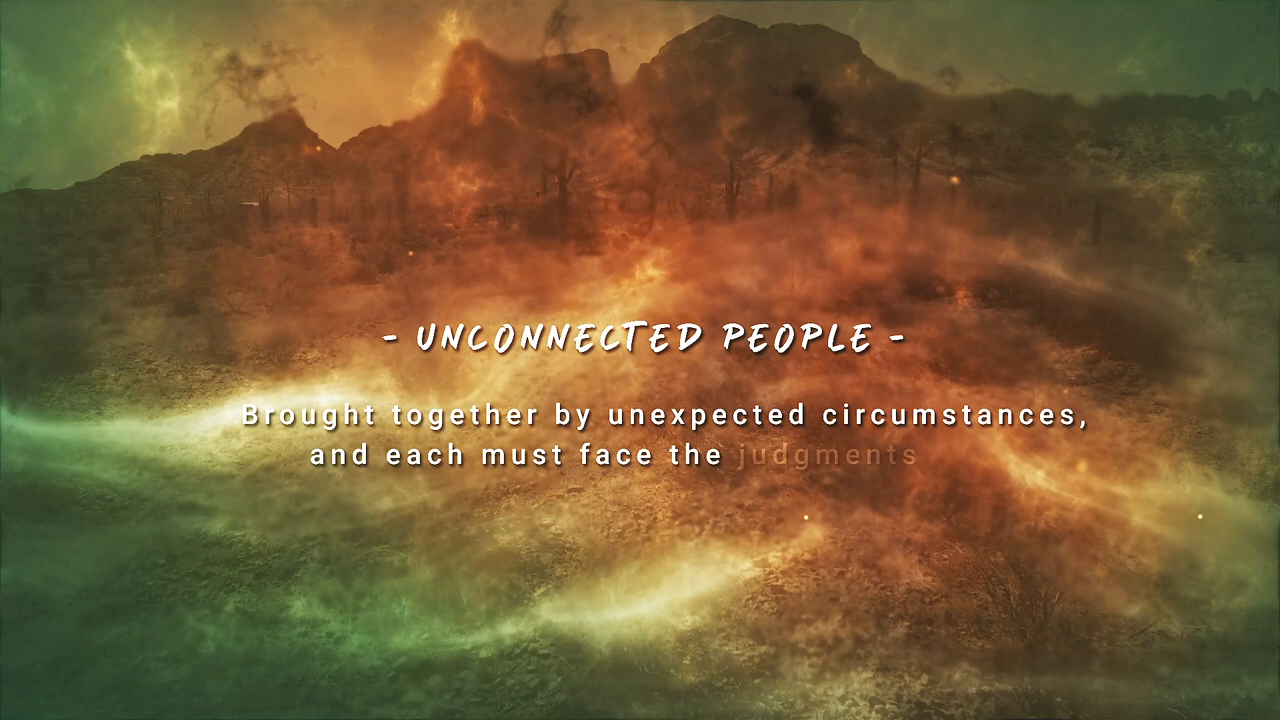 - UNCONNECTED PEOPLE -
Brought together by unexpected circumstances,
and each must face the judgments